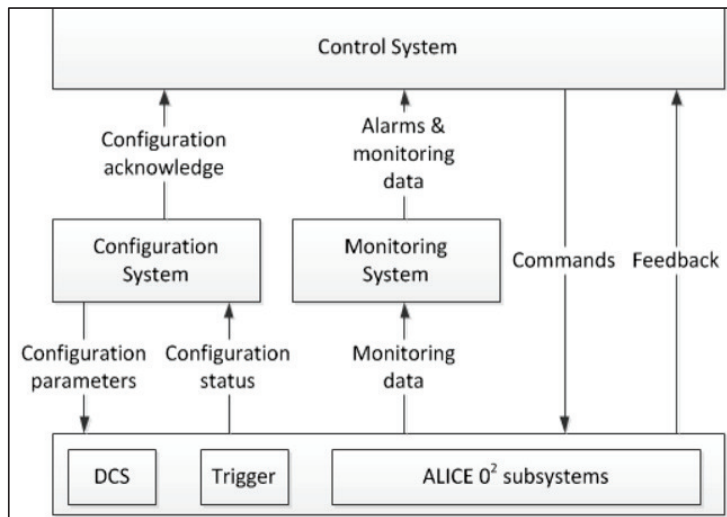 Control System
Configuration
acknowledge
Alarms &
monitoring
data
Configuration
System
Monitoring
System
Commands
Feedback
Configuration
parameters
Configuration
status
Monitoring
data
DCS
Trigger
ALICE 0² subsystems